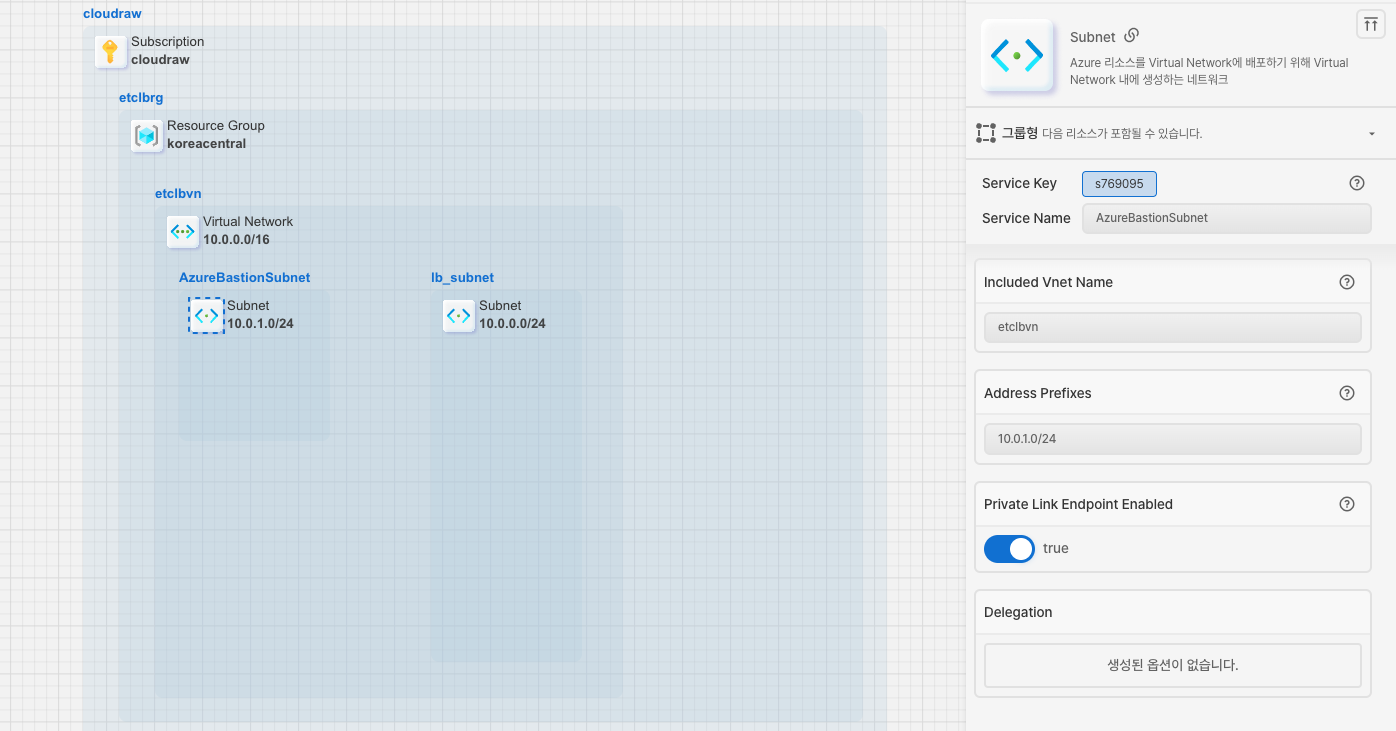 cloudraw
Subscription
cloudraw
etclbrg
Resource Group
koreacentral
etclbvn
Virtual Network
10.0.0.0/16
AzureBastionSubnet
Subnet
10.0.1.0/24
lb_subnet
Subnet
10.0.0.0/24
Subnet
Azure 리소스를 Virtual Network에 배포하기 위해 Virtual
Network 내에 생성하는 네트워크
그룹형 다음 리소스가 포함될 수 있습니다.
Service Key s769095
Service Name AzureBastionSubnet
Included Vnet Name
etclbvn
Address Prefixes
10.0.1.0/24
Private Link Endpoint Enabled
true
Delegation
생성된 옵션이 없습니다.